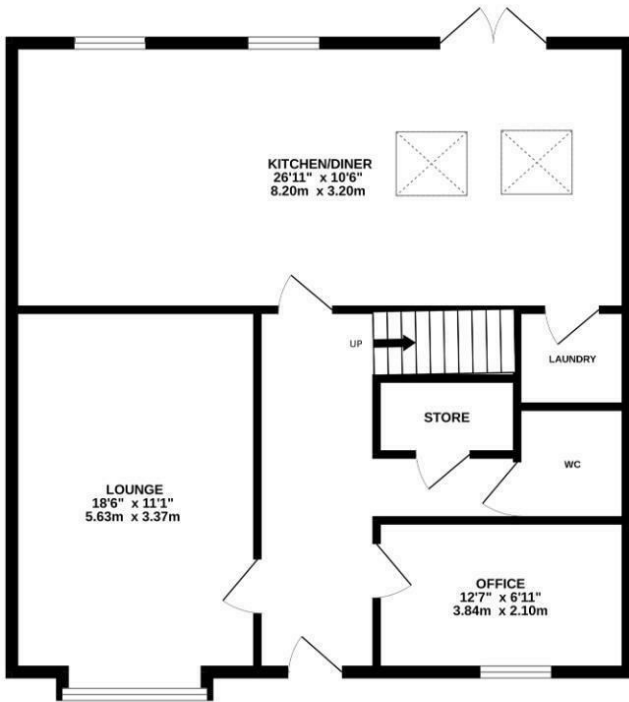 KITCHEN/DINER
26'11" x 10'6"
8.20m x 3.20m
UP
LAUNDRY
STORE
WC
LOUNGE
18'6" x 11'1"
5.63m x 3.37m
OFFICE
12'7" x 6'11"
3.84m x 2.10m